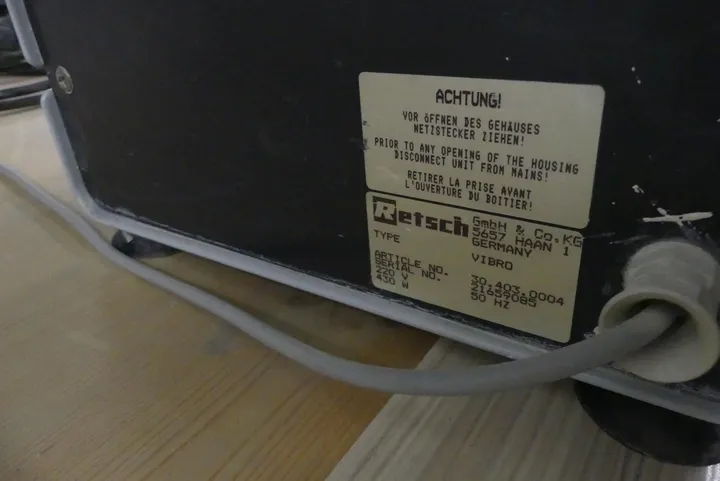 ACHTUNG!
VOR ÖFFNEN DES GEHÄUSES
NETZSTECKER ZIEHEN!
PRIOR TO ANY OPENING OF THE HOUSING
DISCONNECT UNIT FROM MAINS!
RETIRER LA PRISE AVANT
L'OUVERTURE DU BOITIER!
Retsch GmbH & Co.KG
5657 HAAN 1
GERMANY
TYPE VIBRO
ARTICLE NO. 30.403.0004
SERIAL NO. 21659085
220 V 50 HZ
430 W